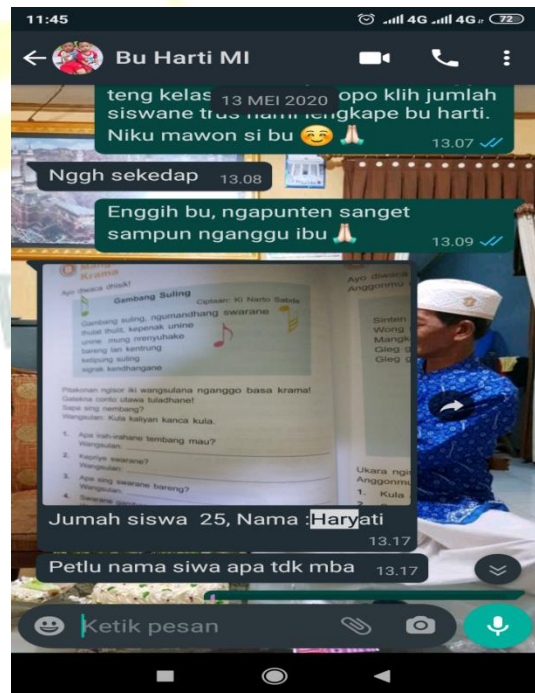 11:45 4G 4G 72
Bu Harti MI
teng kelas opo klih jumlah
13 MEI 2020
siswane trus nami lengkape bu harti.
Niku mawon si bu 13.07
Nggh sekedap 13.08
Enggih bu, ngapunten sanget
sampun nganggu ibu 13.09
Krama
Ayo diwaca dhisik!
Gambang Suling
Ciptaan: Ki Narto Sabda
Gambang suling, ngumandhang swarane
thulat thulit, kepenak unine
unine mung nrenyuhake
bareng lan kentrung
ketipung suling
sigrak kendhangane
Pitakonan ngisor iki wangsulana nganggo basa krama!
Gatekna conto utawa tuladhane!
Sapa sing nembang?
Wangsulan: Kula kaliyan kanca kula.
1. Apa irah-irahane tembang mau?
Wangsulan:
2. Kepriye swarane?
Wangsulan:
3. Apa sing swarane bareng?
Wangsulan:
4. Swarane
Ayo diwaca
Anggonmu
Sinten
Wong
Mangk
Gleg g
Gleg g
Ukara ngi
Anggonmu
1. Kula
Jumah siswa 25, Nama :Haryati
13.17
Petlu nama siwa apa tdk mba 13.17
Ketik pesan